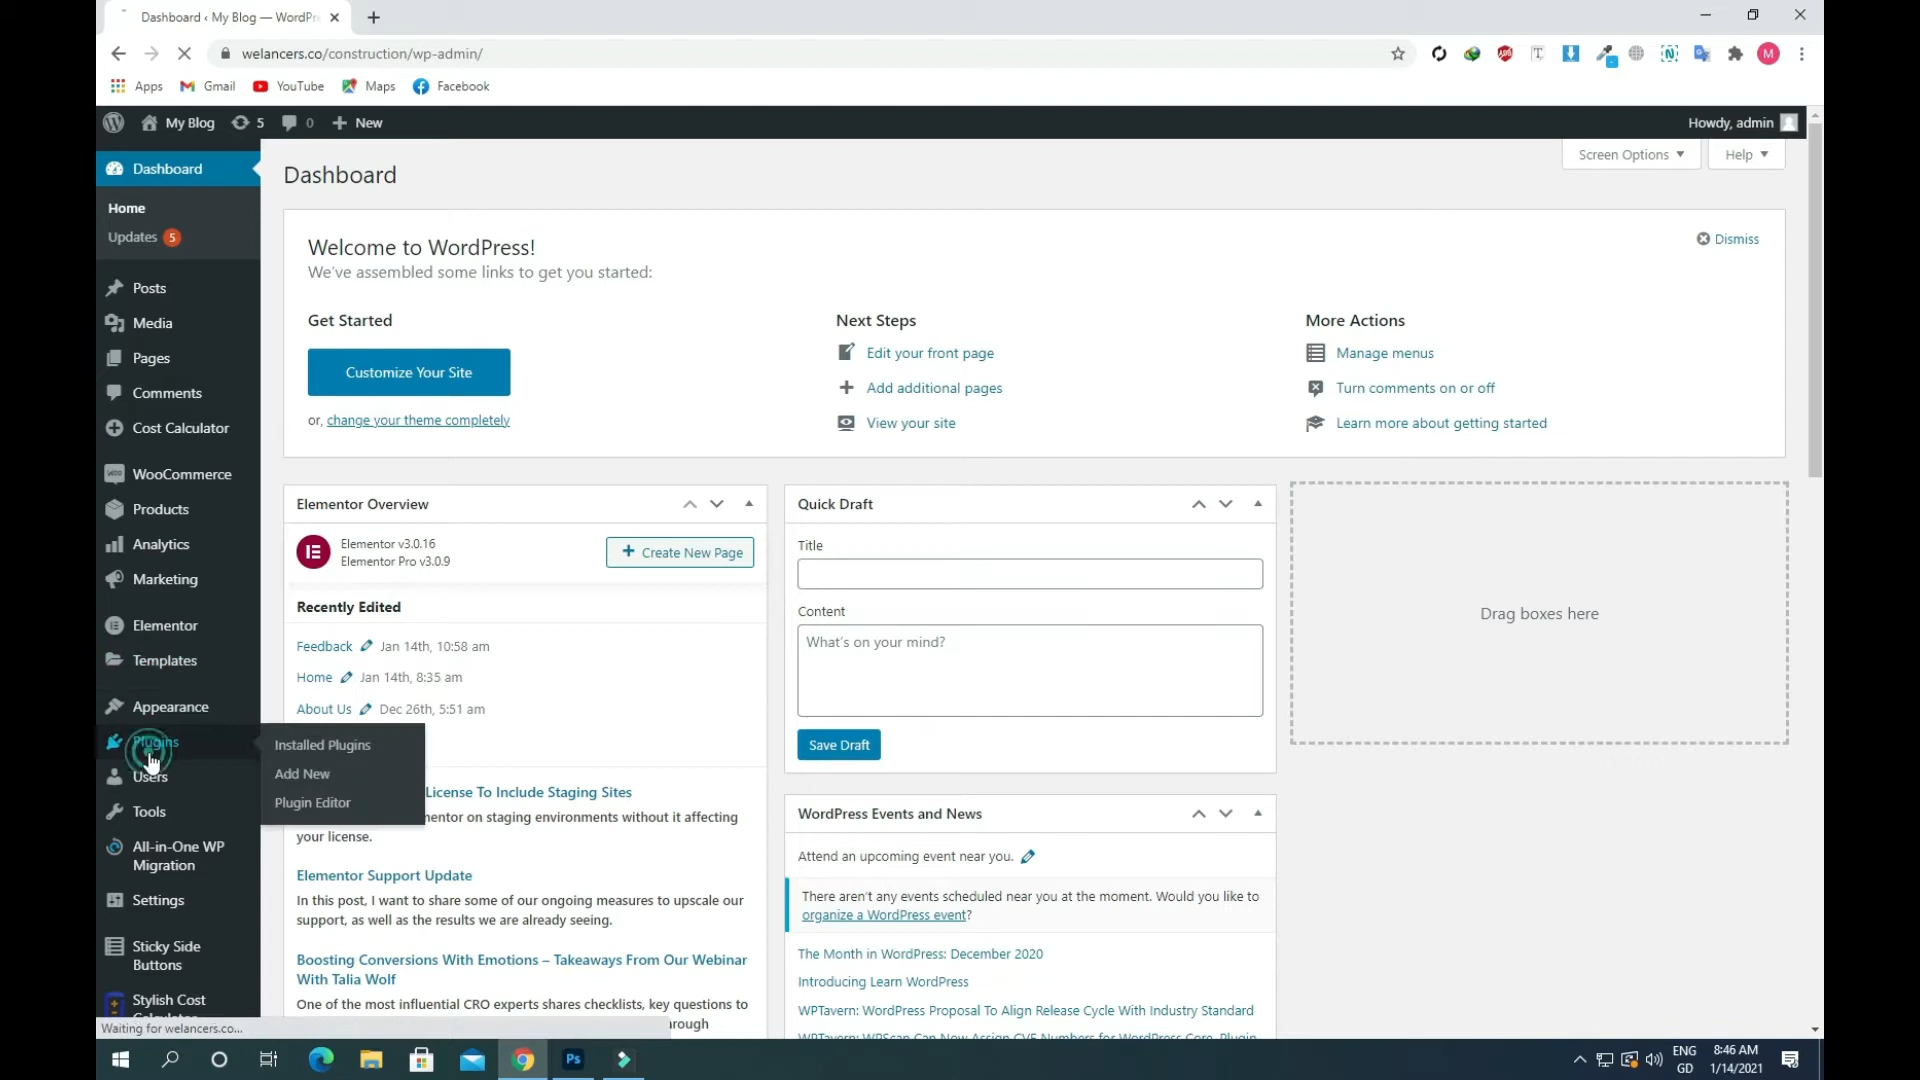 Dashboard ‹ My Blog — WordPr
welancers.co/construction/wp-admin/
M
Apps
Gmail
YouTube
Maps
Facebook
My Blog
5
0
New
Howdy, admin
Dashboard
Home
Updates 5
Posts
Media
Pages
Comments
Cost Calculator
WooCommerce
Products
Analytics
Marketing
Elementor
Templates
Appearance
Plugins
Users
Tools
All-in-One WP
Migration
Settings
Sticky Side
Buttons
Stylish Cost
Installed Plugins
Add New
Plugin Editor
Screen Options
Help
Dashboard
Welcome to WordPress!
We've assembled some links to get you started:
Dismiss
Get Started
Customize Your Site
or, change your theme completely
Next Steps
Edit your front page
Add additional pages
View your site
More Actions
Manage menus
Turn comments on or off
Learn more about getting started
Elementor Overview
Elementor v3.0.16
Elementor Pro v3.0.9
Create New Page
Recently Edited
Feedback Jan 14th, 10:58 am
Home Jan 14th, 8:35 am
About Us Dec 26th, 5:51 am
License To Include Staging Sites
on staging environments without it affecting
your license.
Elementor Support Update
In this post, I want to share some of our ongoing measures to upscale our
support, as well as the results we are already seeing.
Boosting Conversions With Emotions – Takeaways From Our Webinar
With Talia Wolf
One of the most influential CRO experts shares checklists, key questions to
Quick Draft
Title
Content
What's on your mind?
Save Draft
WordPress Events and News
Attend an upcoming event near you.
There aren't any events scheduled near you at the moment. Would you like to
organize a WordPress event?
The Month in WordPress: December 2020
Introducing Learn WordPress
WPTavern: WordPress Proposal To Align Release Cycle With Industry Standard
WPTavern: WPScan Can Now Assign CVE Numbers for WordPress Core, Plugin
Drag boxes here
Waiting for welancers.co...
Ps
ENG
GD
8:46 AM
1/14/2021